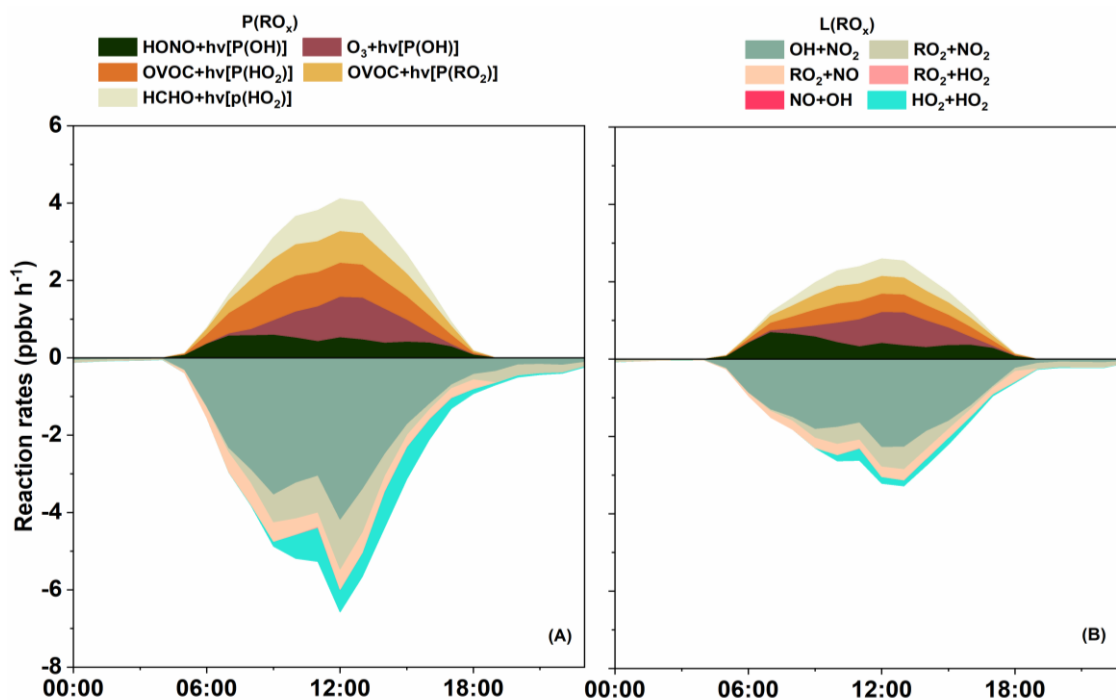 P(ROₓ)
HONO+hv[P(OH)] O₃+hv[P(OH)]
OVOC+hv[P(HO₂)] OVOC+hv[P(RO₂)]
HCHO+hv[p(HO₂)]
L(ROₓ)
OH+NO₂ RO₂+NO₂
RO₂+NO RO₂+HO₂
NO+OH HO₂+HO₂
Reaction rates (ppbv h⁻¹)
6
4
2
0
-2
-4
-6
-8
(A)
(B)
00:00 06:00 12:00 18:00
00:00 06:00 12:00 18:00